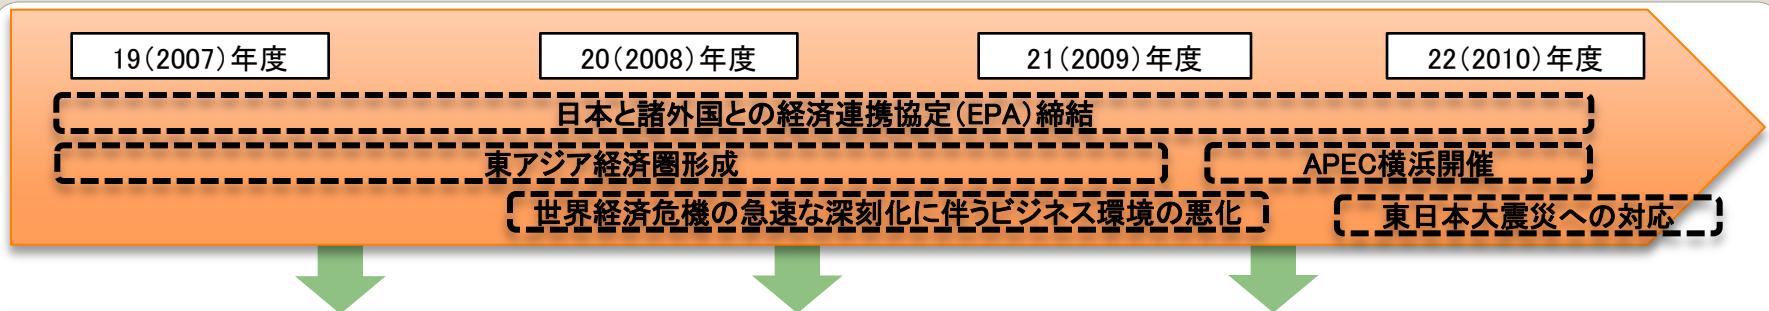 19(2007)年度
20(2008)年度
21(2009)年度
22(2010)年度
日本と諸外国との経済連携協定(EPA)締結
東アジア経済圏形成
APEC横浜開催
世界経済危機の急速な深刻化に伴うビジネス環境の悪化
東日本大震災への対応